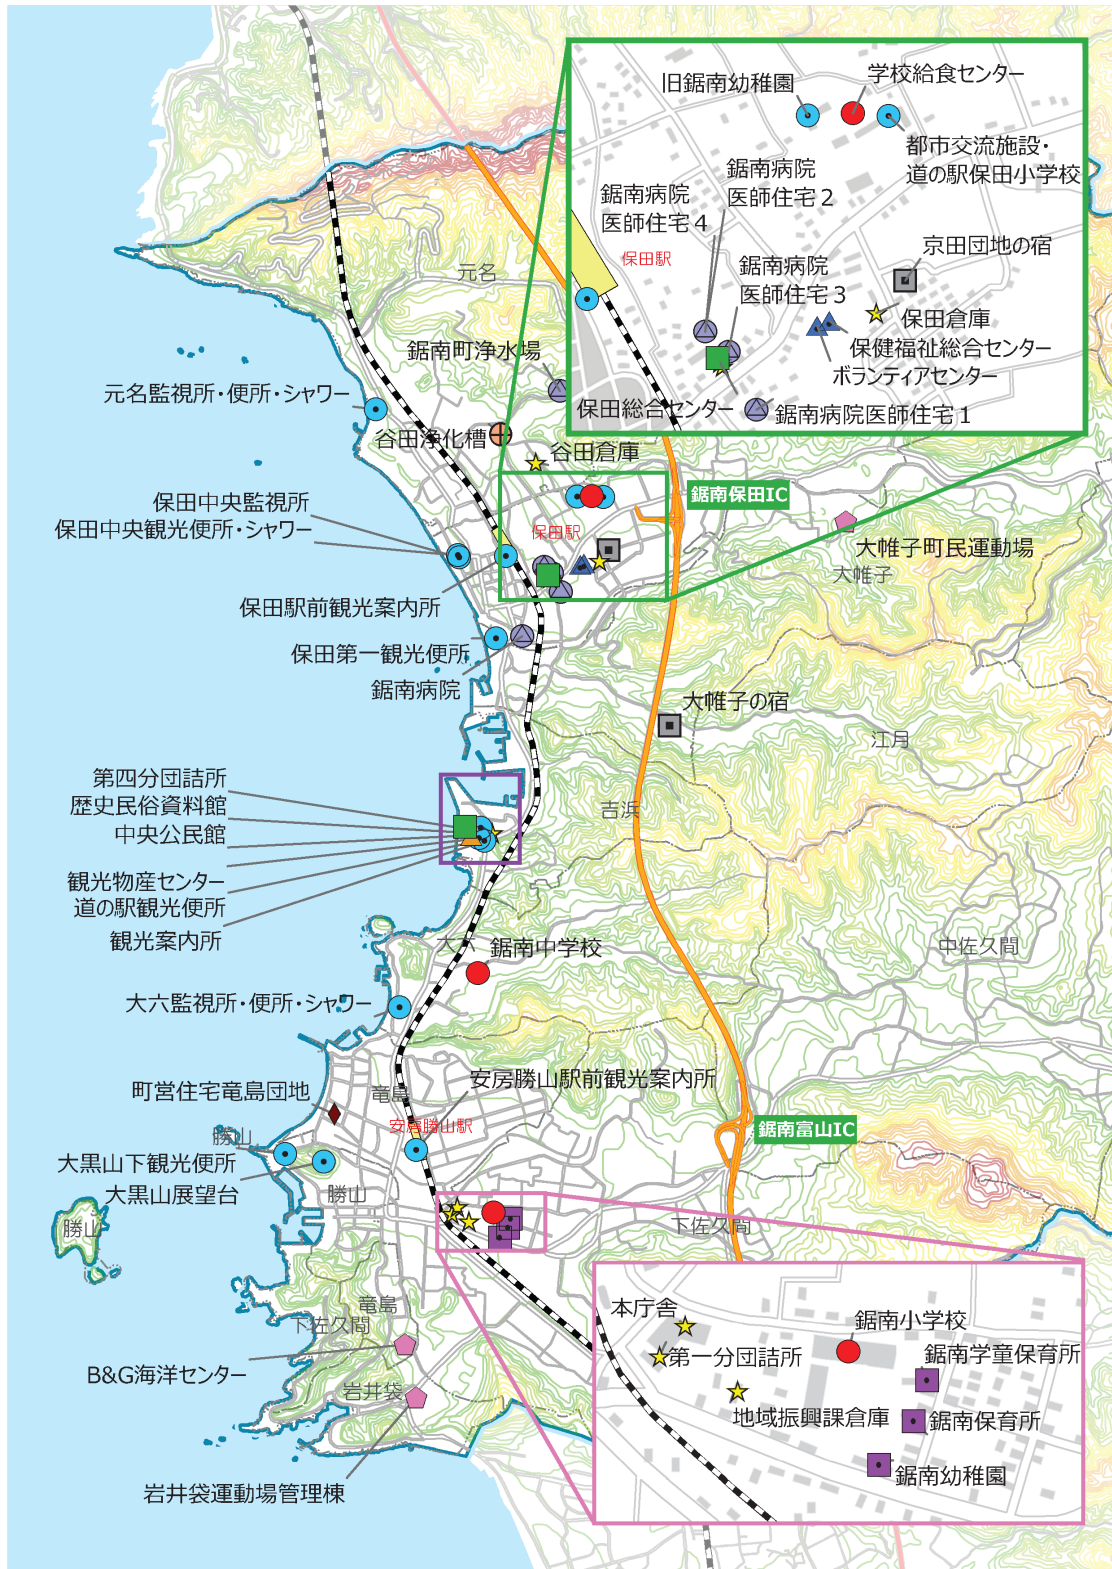 旧鋸南幼稚園
学校給食センター
都市交流施設・
道の駅保田小学校
鋸南病院
医師住宅２
鋸南病院
医師住宅４
保田駅
鋸南病院
医師住宅３
京田団地の宿
保田倉庫
保健福祉総合センター
ボランティアセンター
保田総合センター
鋸南病院医師住宅１
元名
鋸南町浄水場
元名監視所・便所・シャワー
谷田浄化槽
谷田倉庫
鋸南保田IC
保田中央監視所
保田中央観光便所・シャワー
保田駅
大帷子町民運動場
大帷子
保田駅前観光案内所
保田第一観光便所
鋸南病院
大帷子の宿
江月
吉浜
第四分団詰所
歴史民俗資料館
中央公民館
観光物産センター
道の駅観光便所
観光案内所
大六
鋸南中学校
中佐久間
大六監視所・便所・シャワー
安房勝山駅前観光案内所
町営住宅竜島団地
竜島
安房勝山駅
鋸南富山IC
勝山
大黒山下観光便所
大黒山展望台
勝山
勝山
下佐久間
竜島
下佐久間
B&G海洋センター
岩井袋
岩井袋運動場管理棟
本庁舎
第一分団詰所
地域振興課倉庫
鋸南小学校
鋸南学童保育所
鋸南保育所
鋸南幼稚園